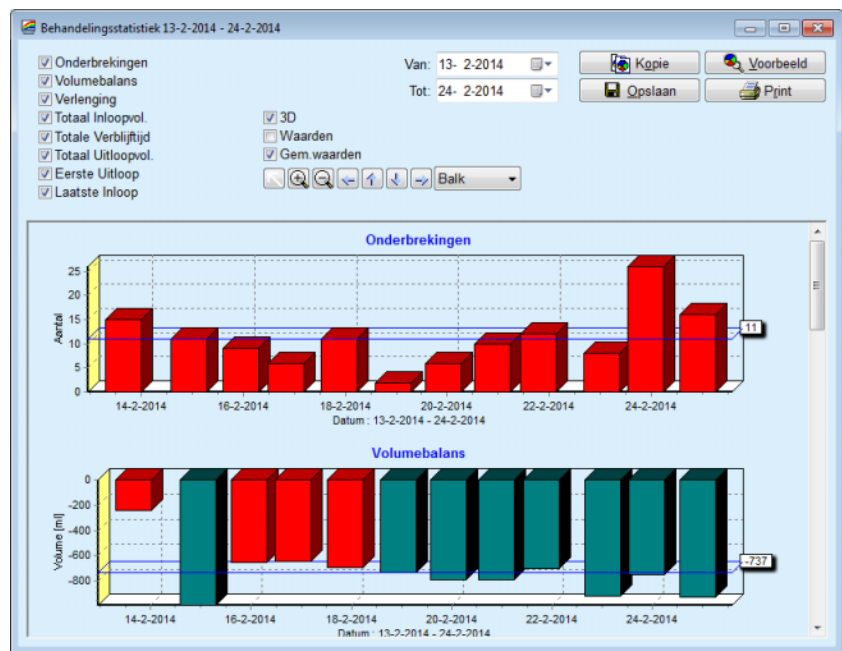 Behandelingsstatistiek 13-2-2014 - 24-2-2014
Onderbrekingen
Volumebalans
Verlenging
Totaal Inloopvol.
Totale Verblijftijd
Totaal Uitloopvol.
Eerste Uitloop
Laatste Inloop
3D
Waarden
Gem.waarden
Balk
Van: 13- 2-2014
Tot: 24- 2-2014
Kopie
Voorbeeld
Opslaan
Print
Onderbrekingen
Aantal
25
20
15
10
5
0
11
14-2-2014 16-2-2014 18-2-2014 20-2-2014 22-2-2014 24-2-2014
Datum : 13-2-2014 - 24-2-2014
Volumebalans
Volume [ml]
0
-200
-400
-600
-800
-737
14-2-2014 16-2-2014 18-2-2014 20-2-2014 22-2-2014 24-2-2014
Datum : 13-2-2014 - 24-2-2014